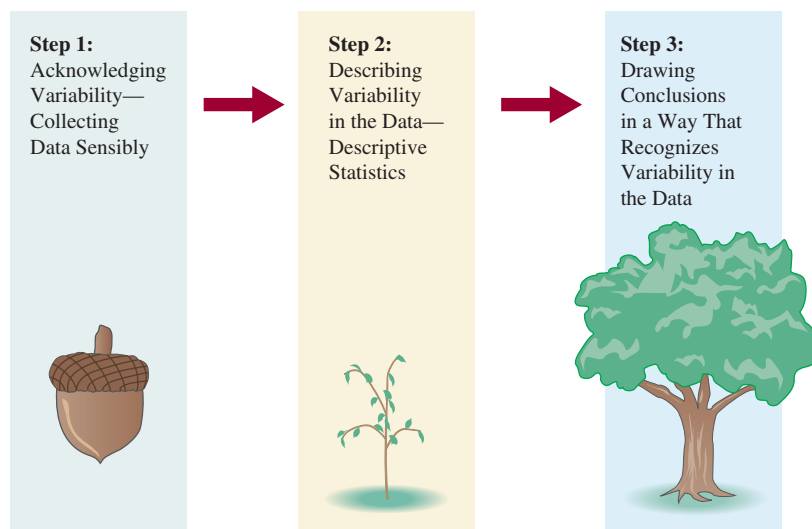 Step 1:
Acknowledging
Variability—
Collecting
Data Sensibly
Step 2:
Describing
Variability
in the Data—
Descriptive
Statistics
Step 3:
Drawing
Conclusions
in a Way That
Recognizes
Variability in
the Data